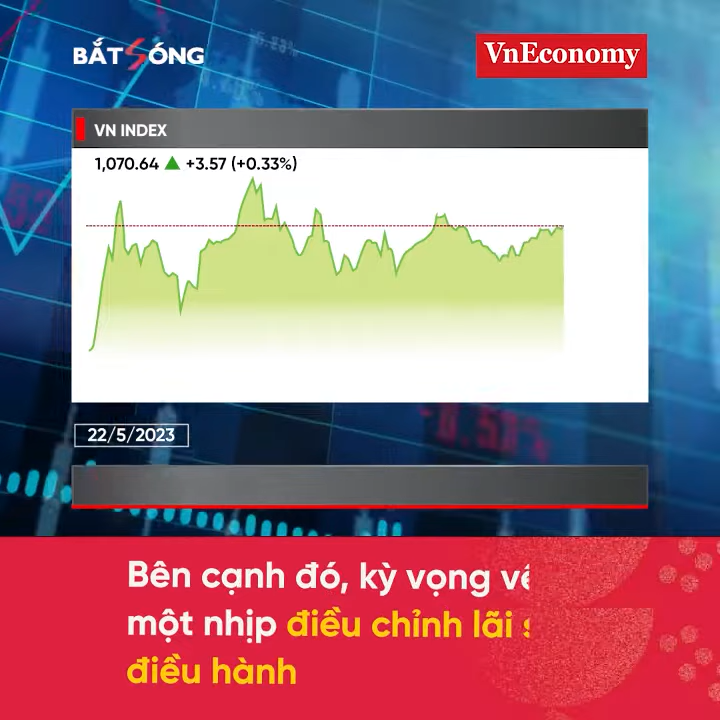 BẮT SÓNG
VnEconomy
VN INDEX
1,070.64 ▲ +3.57 (+0.33%)
22/5/2023
Bên cạnh đó, kỳ vọng về
một nhịp điều chỉnh lãi
điều hành